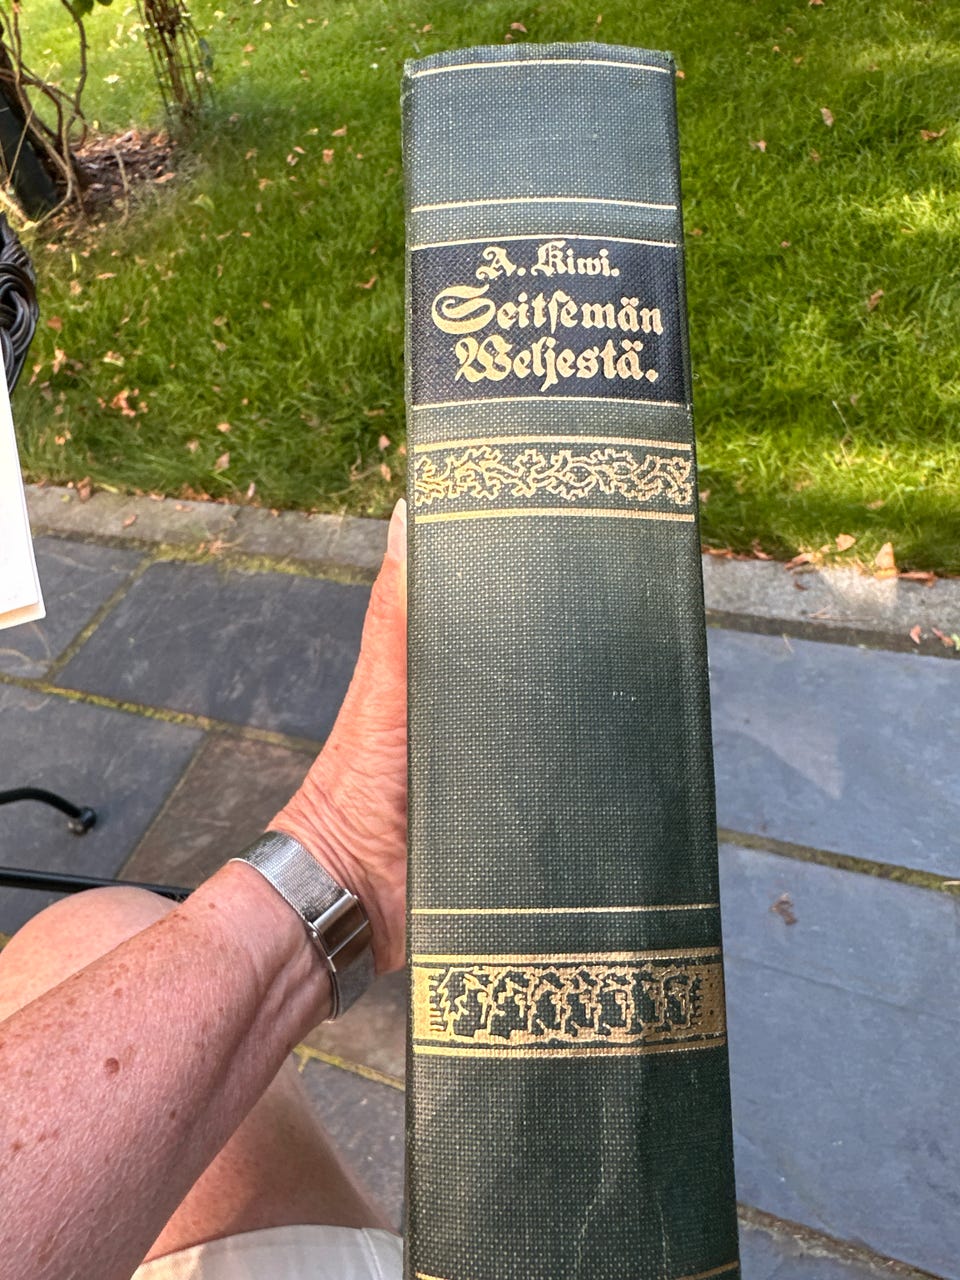 A. Kiwi.
Seitſemän
Weljestä.